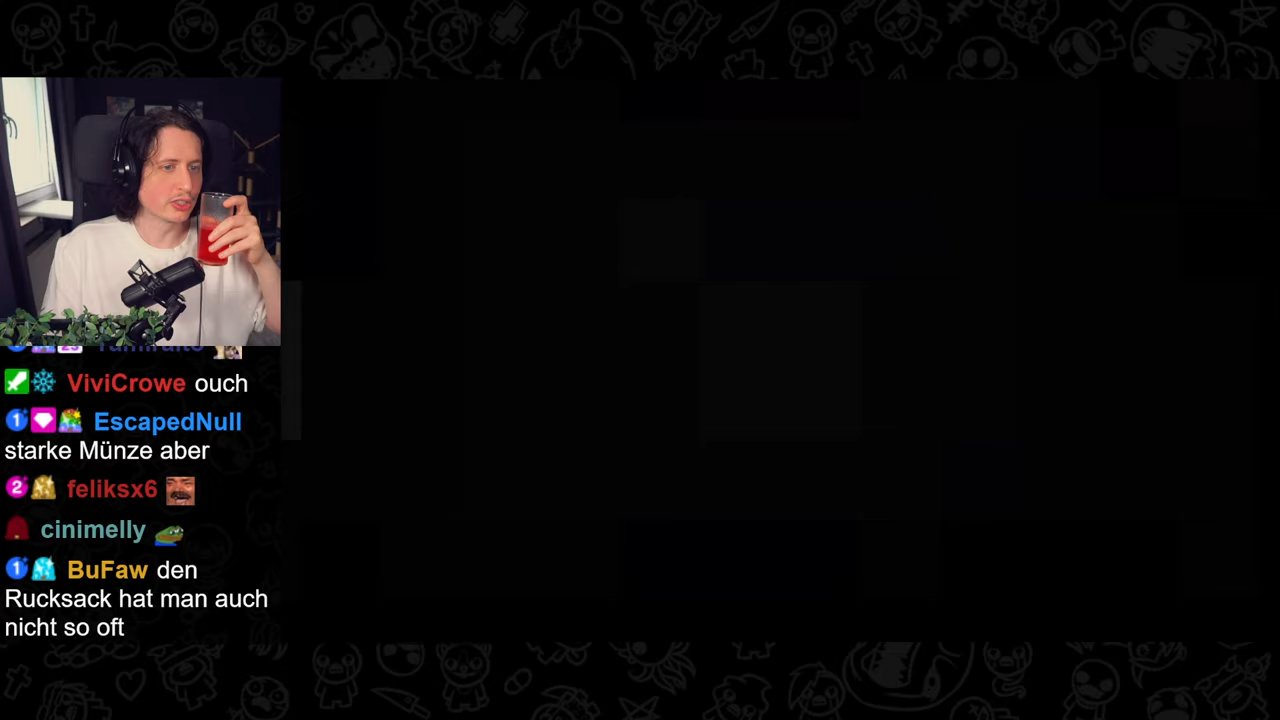 ViviCrowe ouch
EscapedNull
starke Münze aber
feliksx6
cinimelly
BuFaw den
Rucksack hat man auch
nicht so oft